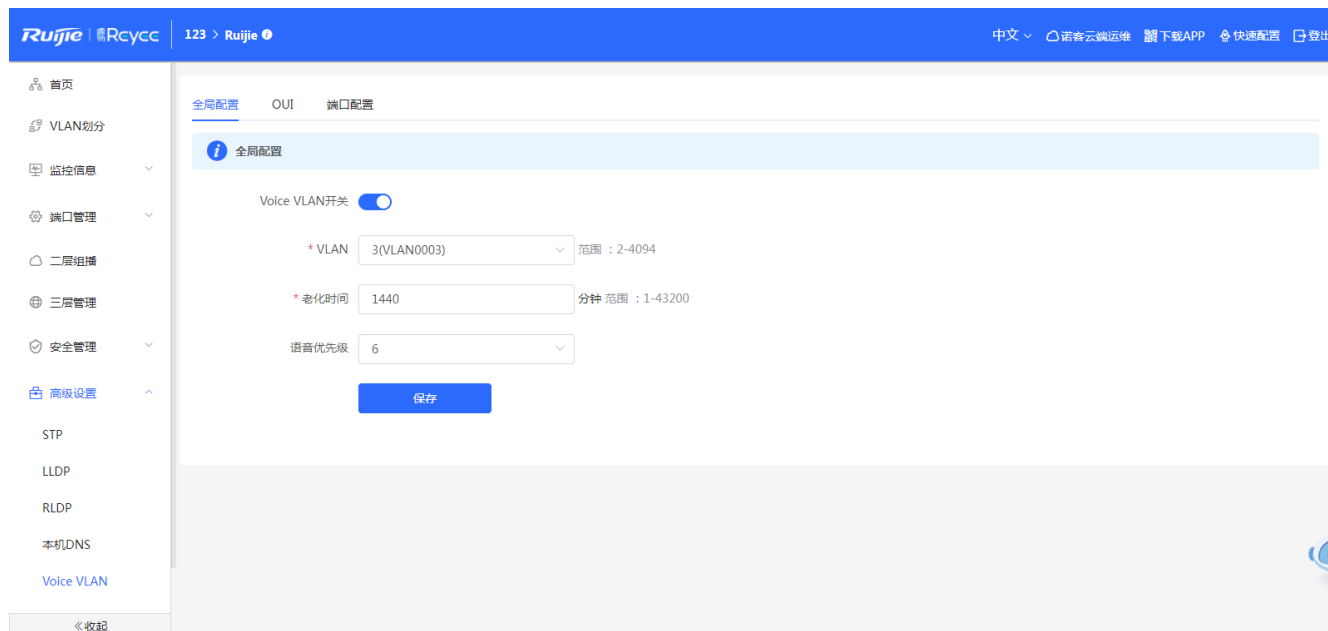 Ruijie | Rcycc 123 > Ruijie
中文 诺客云端运维 下载APP 快速配置 登出
首页
VLAN划分
监控信息
端口管理
二层组播
三层管理
安全管理
高级设置
STP
LLDP
RLDP
本机DNS
Voice VLAN
《收起
全局配置 OUI 端口配置
全局配置
Voice VLAN开关
* VLAN 3(VLAN0003) 范围 : 2-4094
* 老化时间 1440 分钟 范围 : 1-43200
语音优先级 6
保存